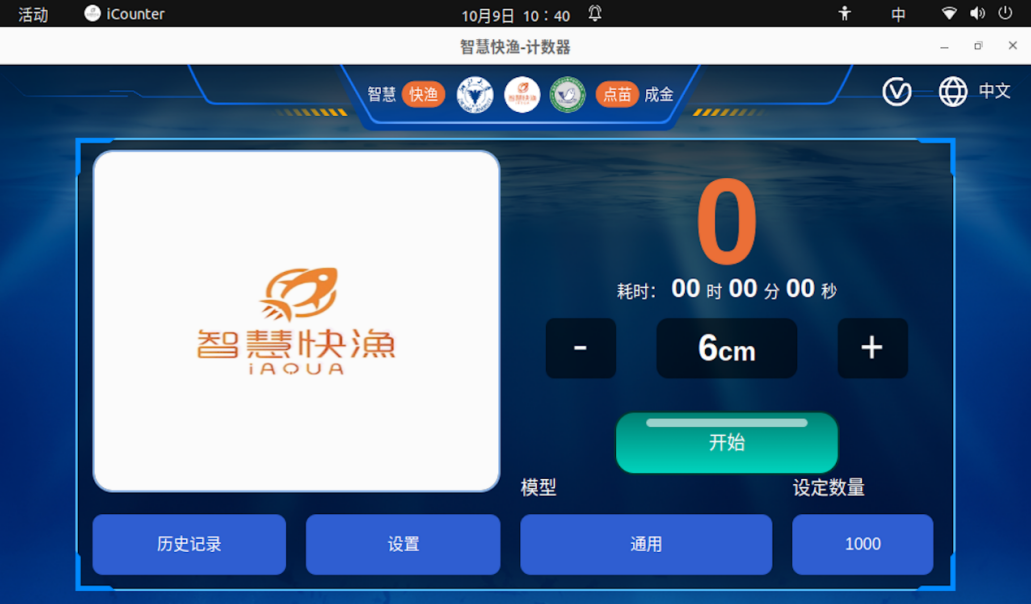 活动 iCounter 10月9日 10：40 中
智慧快渔-计数器
智慧 快渔 点苗 成金 中文
智慧快渔
iAQUA
0
耗时： 00 时 00 分 00 秒
- 6cm +
开始
模型 设定数量
历史记录 设置 通用 1000